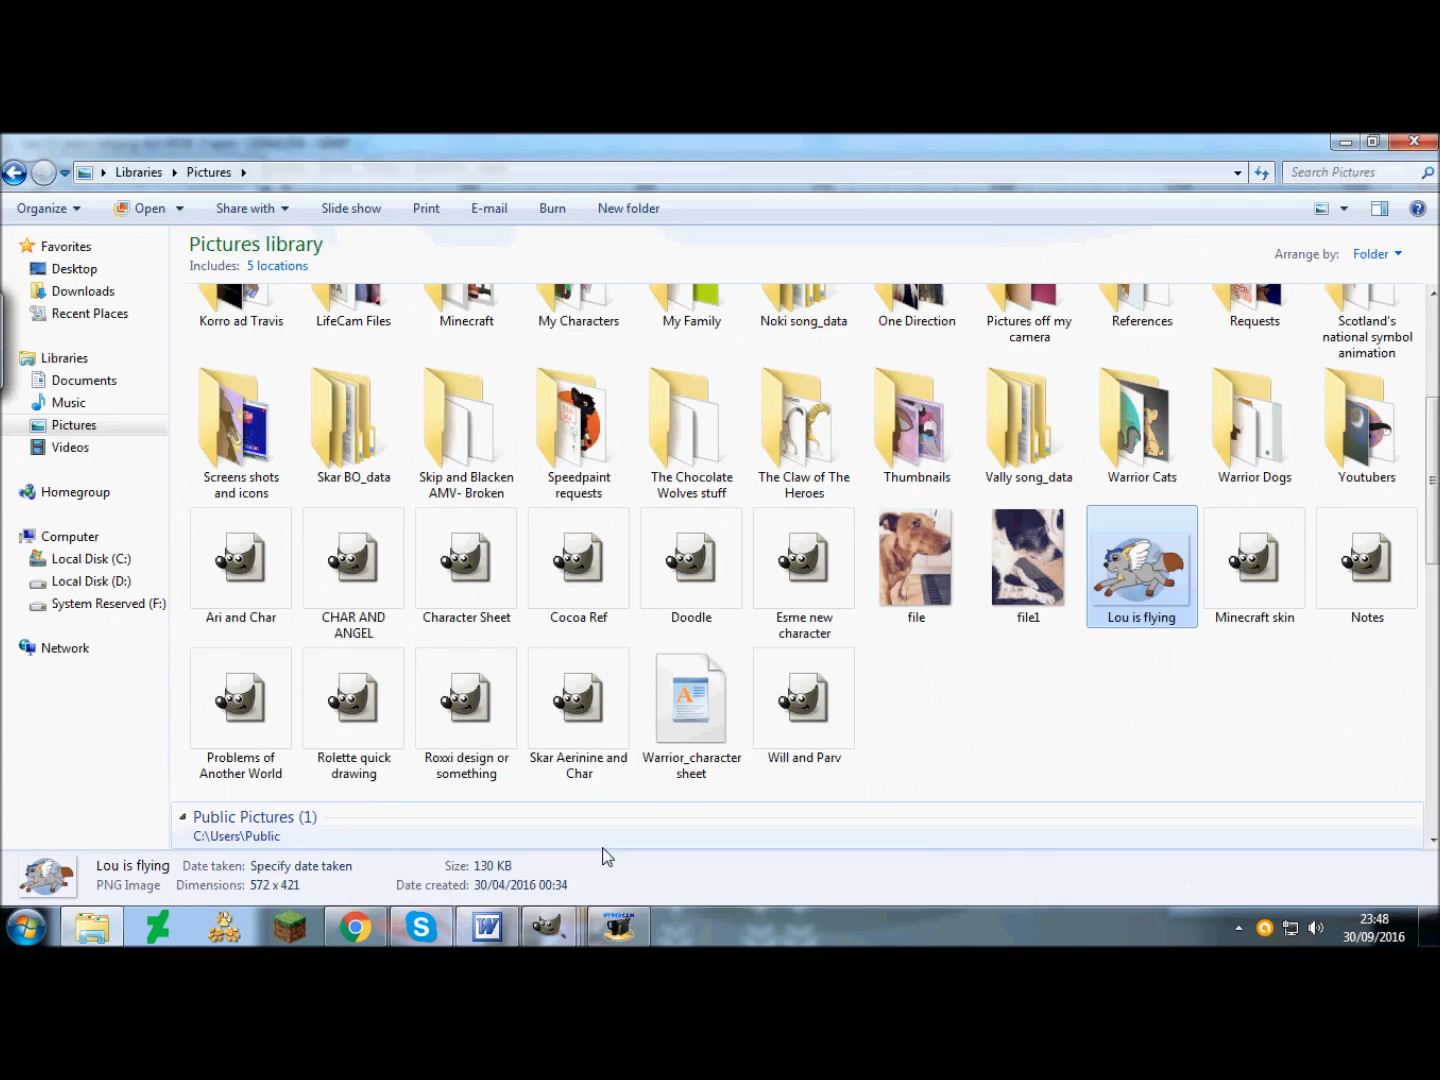 Libraries Pictures
Search Pictures
Organize Open Share with Slide show Print E-mail Burn New folder
Favorites
Desktop
Downloads
Recent Places
Libraries
Documents
Music
Pictures
Videos
Homegroup
Computer
Local Disk (C:)
Local Disk (D:)
System Reserved (F:)
Network
Pictures library
Includes: 5 locations
Arrange by: Folder
Korro ad Travis
LifeCam Files
Minecraft
My Characters
My Family
Noki song_data
One Direction
Pictures off my
camera
References
Requests
Scotland's
national symbol
animation
Screens shots
and icons
Skar BO_data
Skip and Blacken
AMV- Broken
Speedpaint
requests
The Chocolate
Wolves stuff
The Claw of The
Heroes
Thumbnails
Vally song_data
Warrior Cats
Warrior Dogs
Youtubers
Ari and Char
CHAR AND
ANGEL
Character Sheet
Cocoa Ref
Doodle
Esme new
character
file
file1
Lou is flying
Minecraft skin
Notes
Problems of
Another World
Rolette quick
drawing
Roxxi design or
something
Skar Aerinine and
Char
Warrior_character
sheet
Will and Parv
Public Pictures (1)
C:\Users\Public
Lou is flying Date taken: Specify date taken Size: 130 KB
PNG Image Dimensions: 572 x 421 Date created: 30/04/2016 00:34
HYPERCAM
23:48
30/09/2016